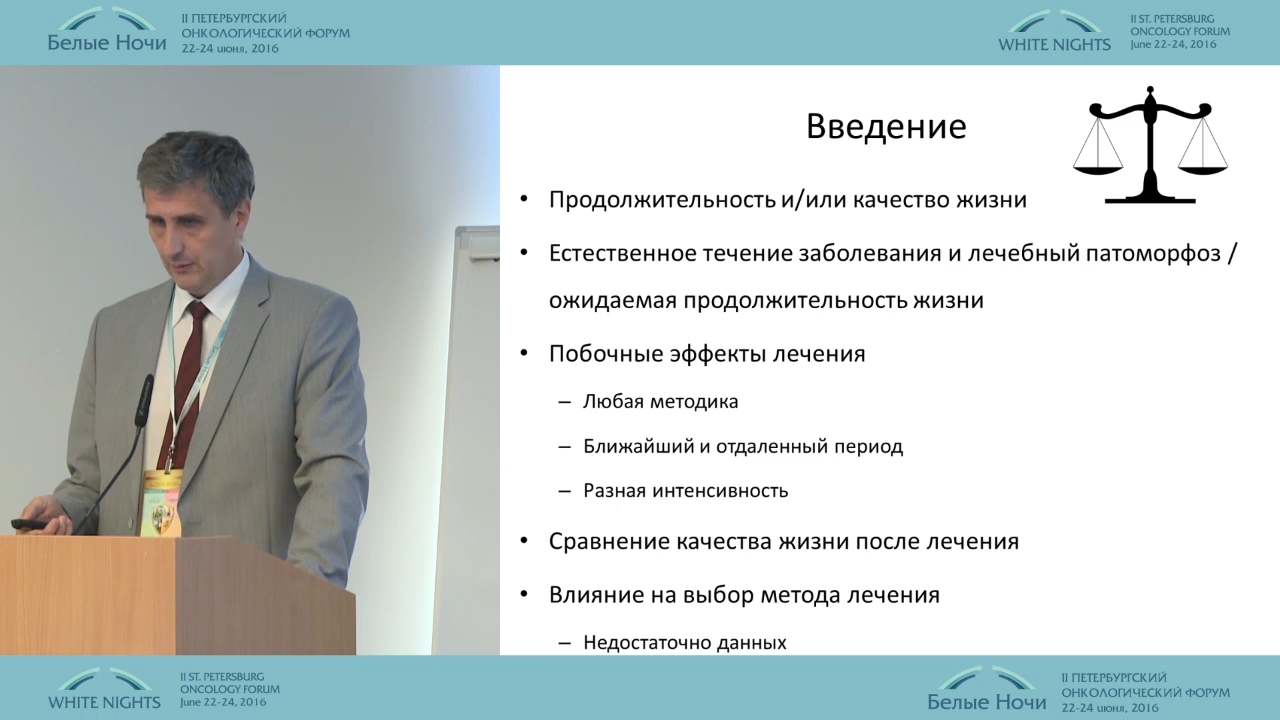 II ПЕТЕРБУРГСКИЙ
ОНКОЛОГИЧЕСКИЙ ФОРУМ
Белые Ночи
22-24 июня, 2016
II ST. PETERSBURG
ONCOLOGY FORUM
WHITE NIGHTS
June 22-24, 2016
Введение
• Продолжительность и/или качество жизни
• Естественное течение заболевания и лечебный патоморфоз /
ожидаемая продолжительность жизни
• Побочные эффекты лечения
– Любая методика
– Ближайший и отдаленный период
– Разная интенсивность
• Сравнение качества жизни после лечения
• Влияние на выбор метода лечения
– Недостаточно данных
II ST. PETERSBURG
ONCOLOGY FORUM
WHITE NIGHTS
June 22-24, 2016
II ПЕТЕРБУРГСКИЙ
ОНКОЛОГИЧЕСКИЙ ФОРУМ
Белые Ночи
22-24 июня, 2016